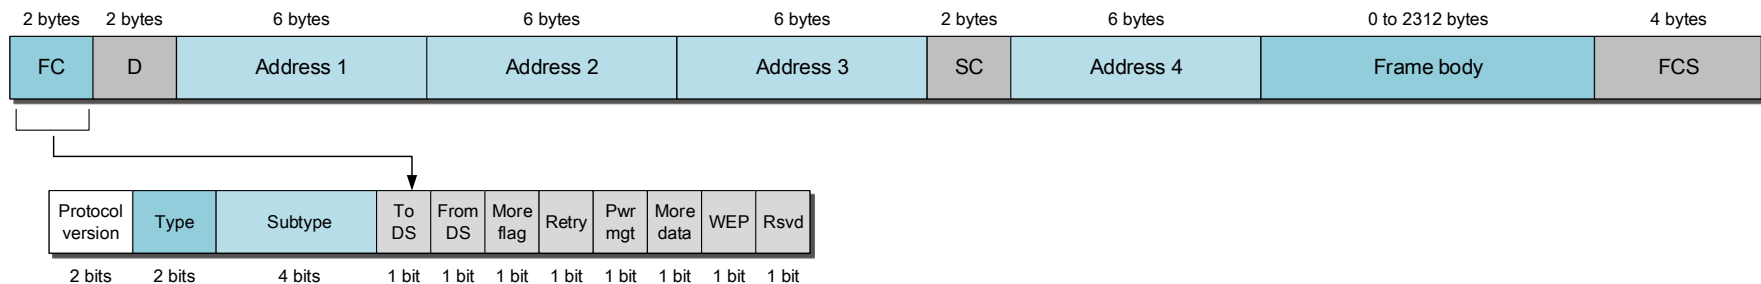 2 bytes 2 bytes 6 bytes 6 bytes 6 bytes 2 bytes 6 bytes 0 to 2312 bytes 4 bytes
FC D Address 1 Address 2 Address 3 SC Address 4 Frame body FCS
Protocol version Type Subtype To DS From DS More flag Retry Pwr mgt More data WEP Rsvd
2 bits 2 bits 4 bits 1 bit 1 bit 1 bit 1 bit 1 bit 1 bit 1 bit 1 bit